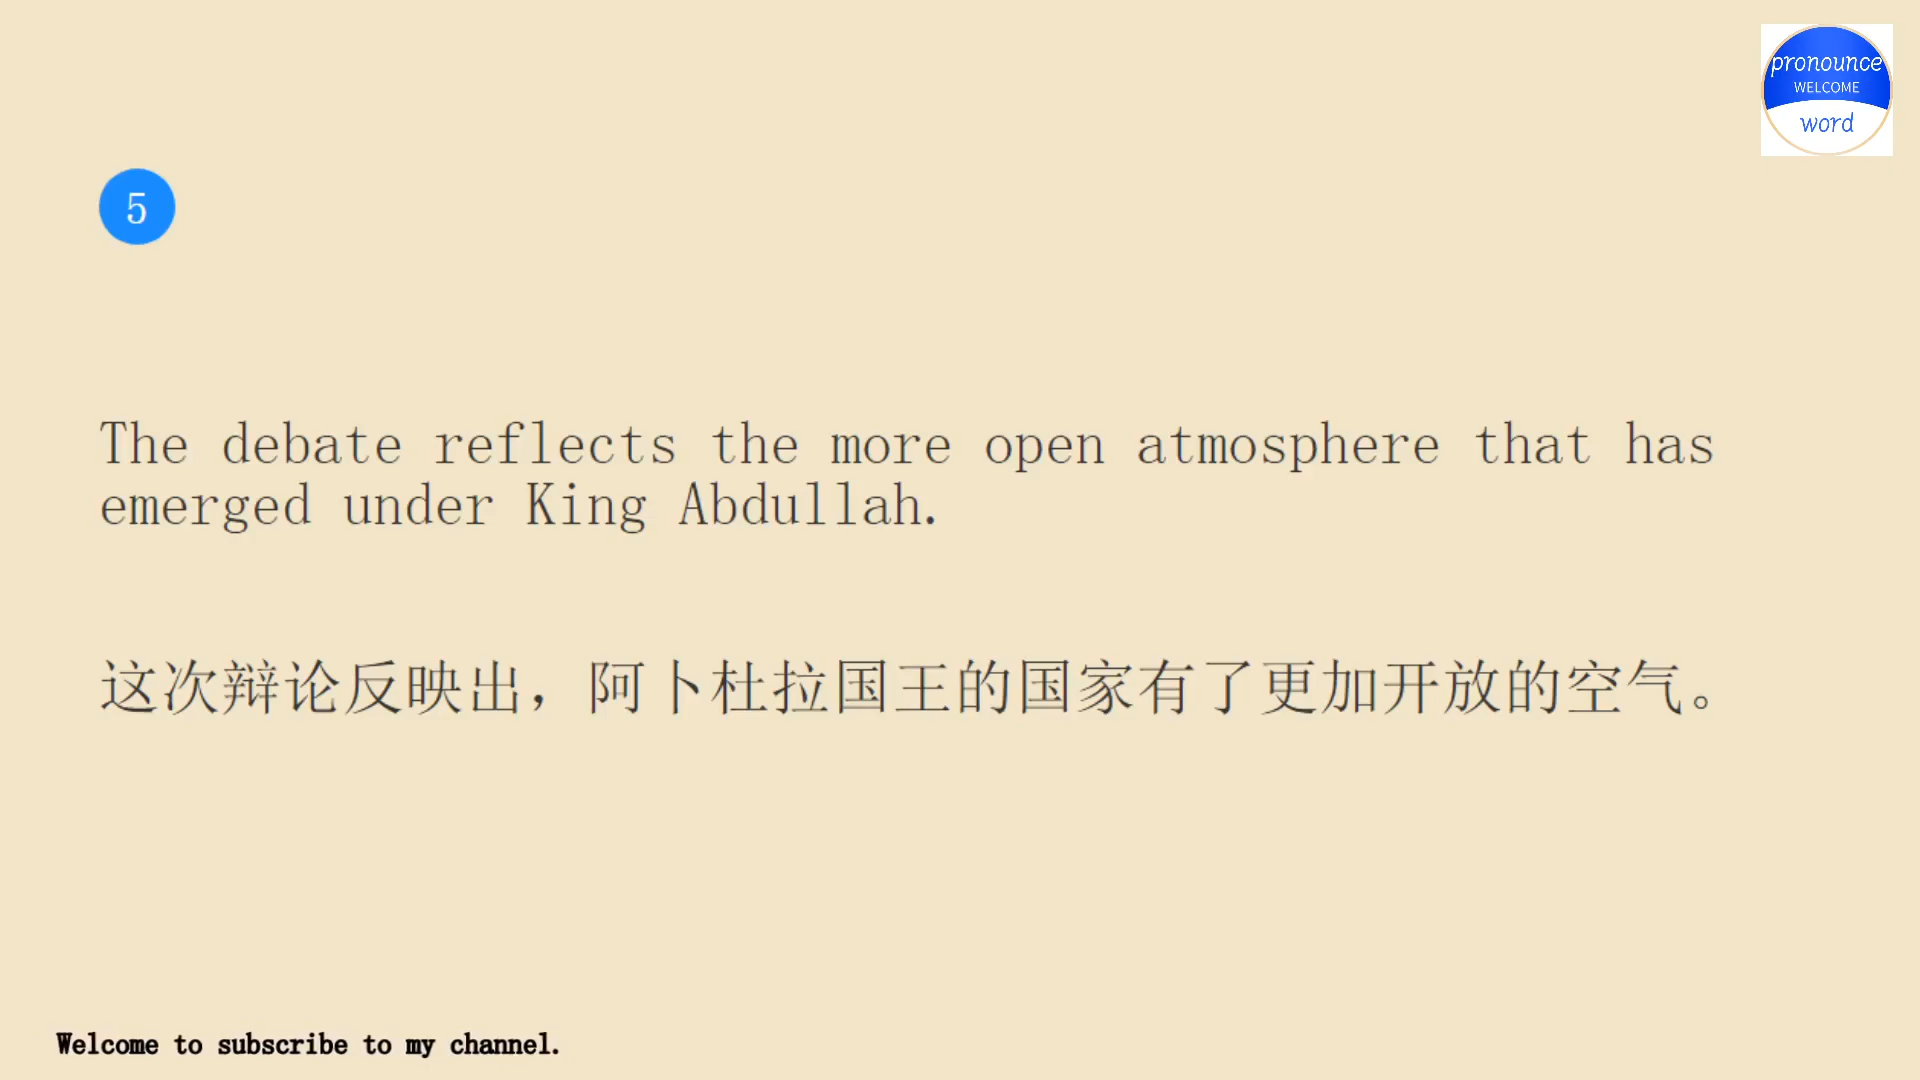 pronounce
WELCOME
word
5
The debate reflects the more open atmosphere that has
emerged under King Abdullah.
这次辩论反映出，阿卜杜拉国王的国家有了更加开放的空气。
Welcome to subscribe to my channel.